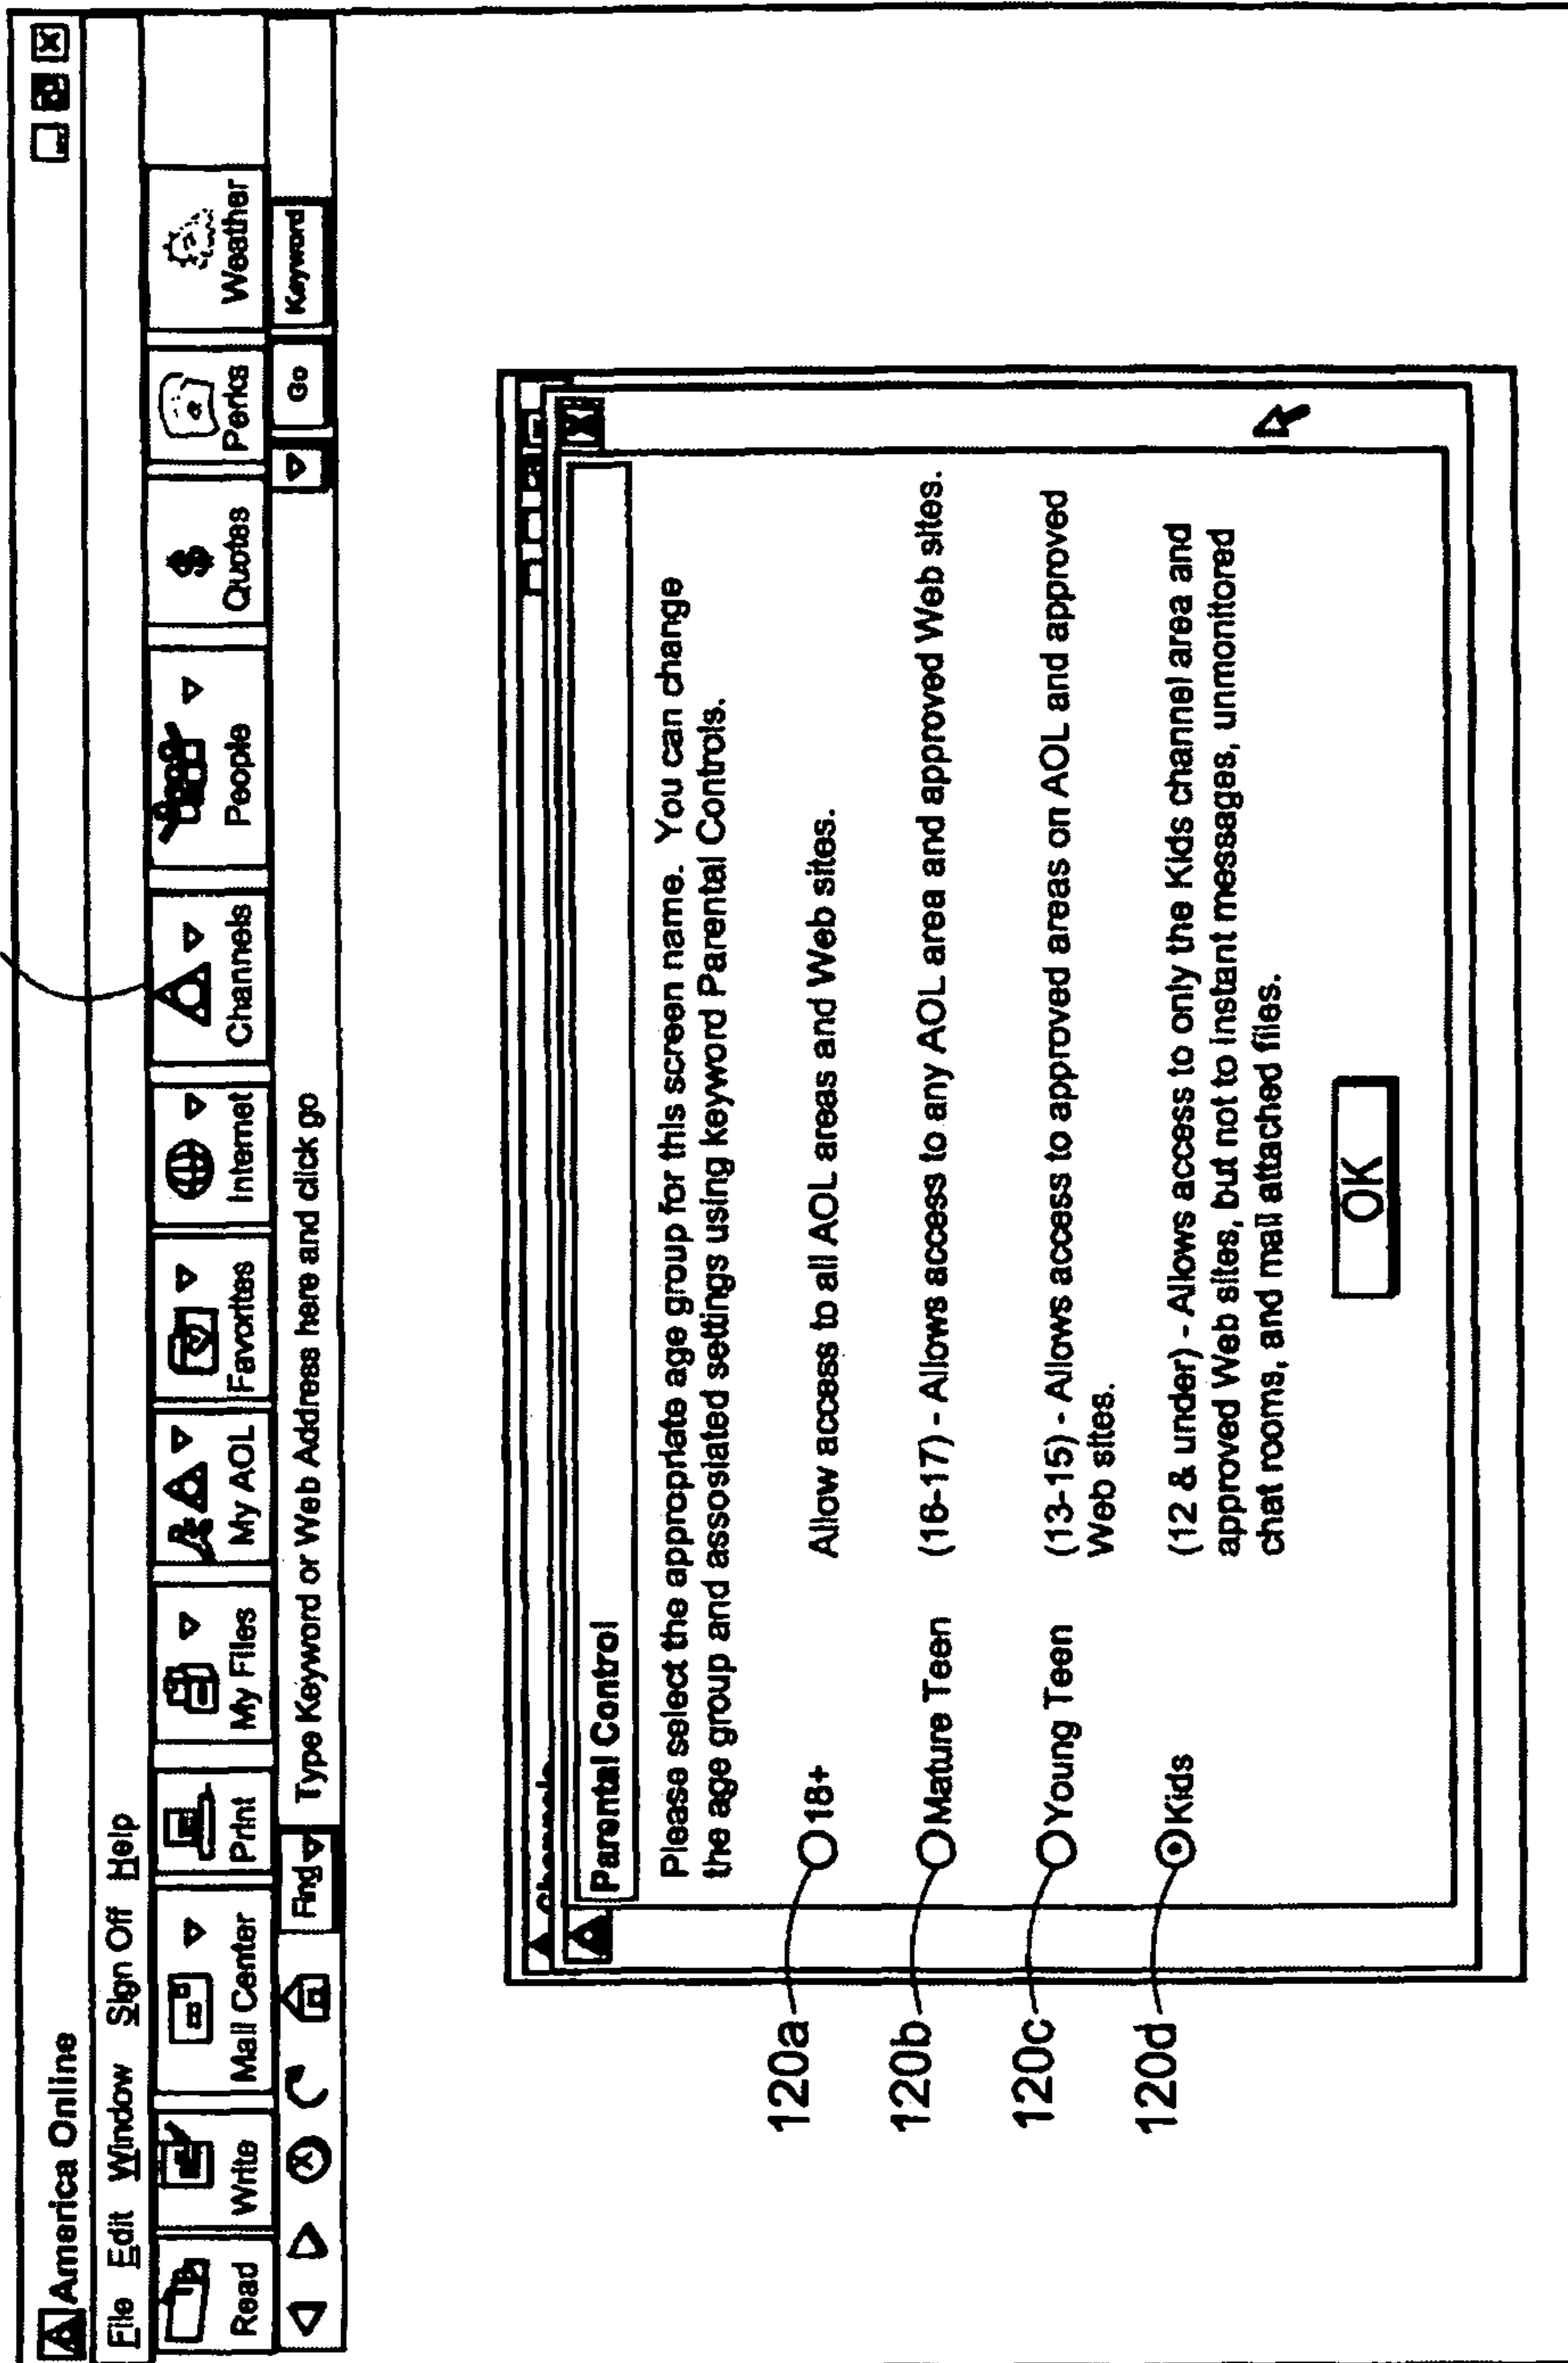 America Online
File Edit Window Sign Off Help
Read Write Mail Center Print My Files My AOL Favorites Internet Channels People Quotes Perks Weather
Find Type Keyword or Web Address here and click go Go Keyword
Channels
Parental Control
Please select the appropriate age group for this screen name. You can change
the age group and assosiated settings using keyword Parental Controls.
120a 18+ Allow access to all AOL areas and Web sites.
120b Mature Teen (16-17) - Allows access to any AOL area and approved Web sites.
120c Young Teen (13-15) - Allows access to approved areas on AOL and approved
Web sites.
120d Kids (12 & under) - Allows access to only the Kids channel area and
approved Web sites, but not to instant messages, unmonitored
chat rooms, and mail attached files.
OK